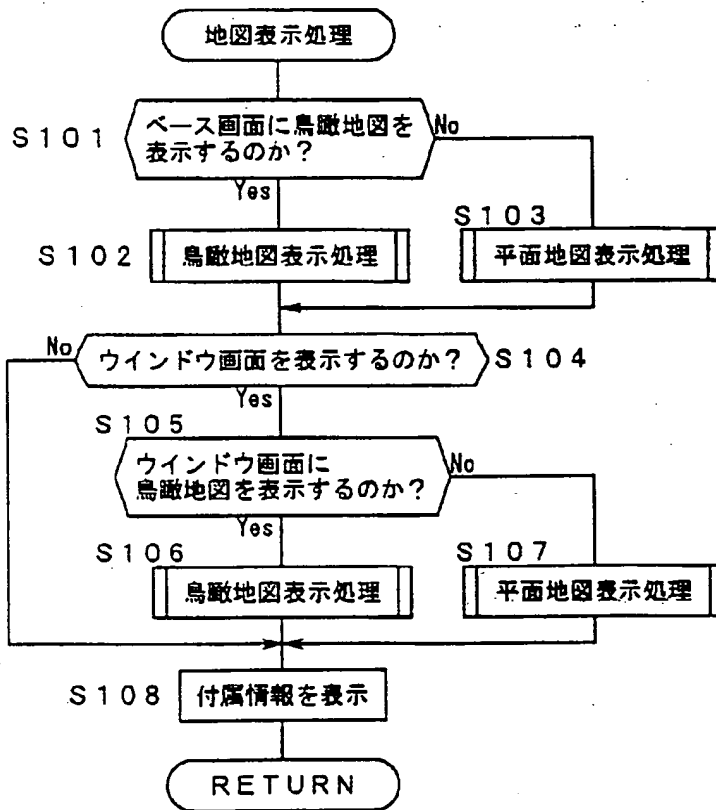 地図表示処理
S101
ベース画面に鳥瞰地図を
表示するのか?
No
Yes
S102
鳥瞰地図表示処理
S103
平面地図表示処理
No
ウインドウ画面を表示するのか?
S104
Yes
S105
ウインドウ画面に
鳥瞰地図を表示するのか?
No
Yes
S106
鳥瞰地図表示処理
S107
平面地図表示処理
S108
付属情報を表示
RETURN